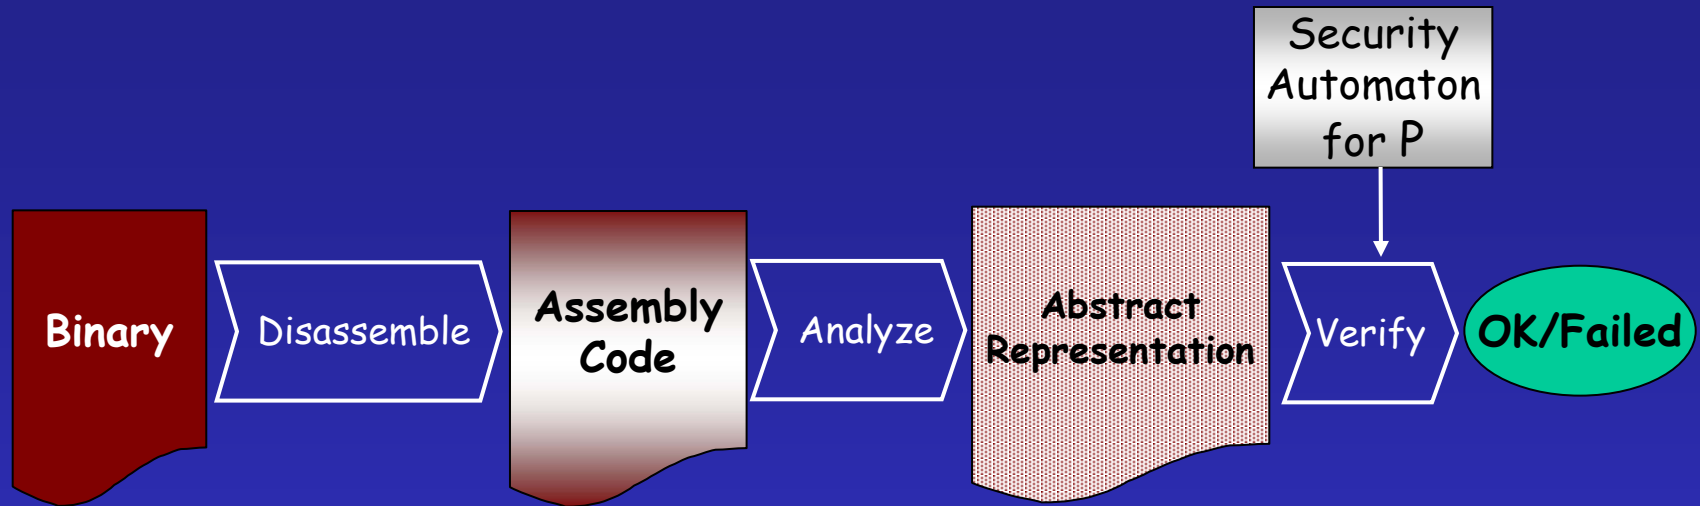 Security
Automaton
for P
Binary
Disassemble
Assembly
Code
Analyze
Abstract
Representation
Verify
OK/Failed